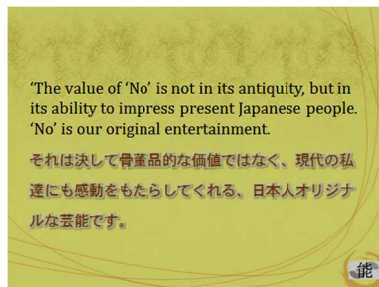 ‘The value of ‘No’ is not in its antiquity, but in
its ability to impress present Japanese people.
‘No’ is our original entertainment.
それは決して骨董品的な価値ではなく、現代の私
達にも感動をもたらしてくれる、日本人オリジナ
ルな芸能です。
能